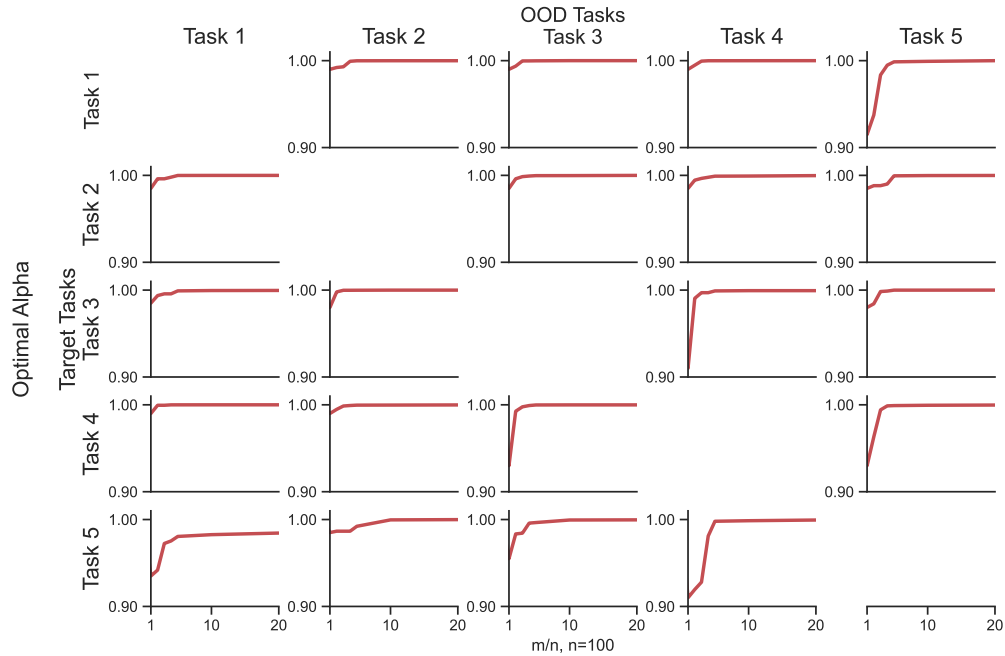 OOD Tasks
Task 1 Task 2 Task 3 Task 4 Task 5
Optimal Alpha
Target Tasks
Task 1
1.00 1.00 1.00 1.00
0.90 0.90 0.90 0.90
Task 2
1.00 1.00 1.00 1.00
0.90 0.90 0.90 0.90
Task 3
1.00 1.00 1.00 1.00
0.90 0.90 0.90 0.90
Task 4
1.00 1.00 1.00 1.00
0.90 0.90 0.90 0.90
Task 5
1.00 1.00 1.00 1.00
0.90 0.90 0.90 0.90
1 10 20 1 10 20 1 10 20 1 10 20 1 10 20
m/n, n=100